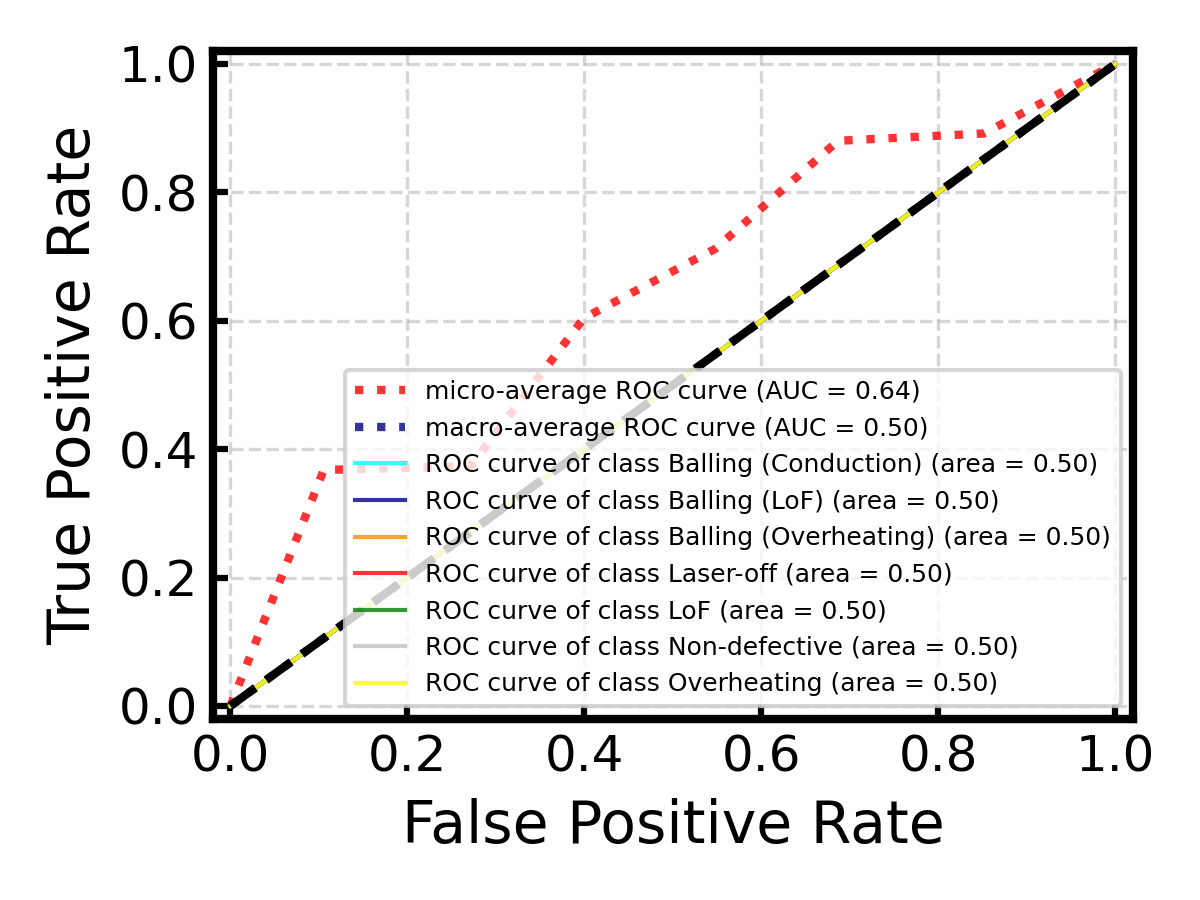 1.0
0.8
0.6
0.4
0.2
0.0
True Positive Rate
micro-average ROC curve (AUC = 0.64)
macro-average ROC curve (AUC = 0.50)
ROC curve of class Balling (Conduction) (area = 0.50)
ROC curve of class Balling (LoF) (area = 0.50)
ROC curve of class Balling (Overheating) (area = 0.50)
ROC curve of class Laser-off (area = 0.50)
ROC curve of class LoF (area = 0.50)
ROC curve of class Non-defective (area = 0.50)
ROC curve of class Overheating (area = 0.50)
0.0 0.2 0.4 0.6 0.8 1.0
False Positive Rate